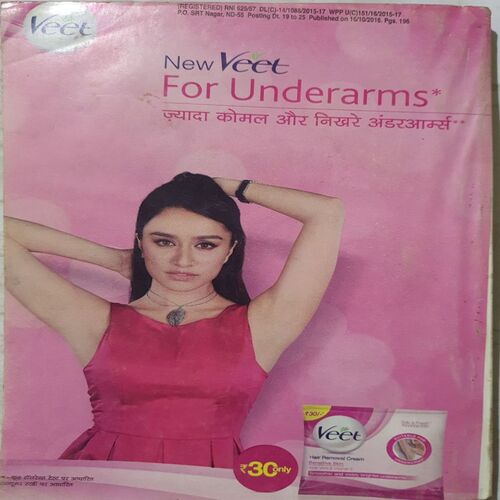 Veet
(REGISTERED) RNI 625/57 DL(C)-14/1086/2015-17 WPP U(C)151/16/2015-17
P.O. SRT Nagar, ND-55 Posting Dt. 19 to 25 Published on 16/10/2016. Pgs. 196
New Veet
For Underarms*
ज़्यादा कोमल और निखरे अंडरआर्म्स**
₹30/-
Veet
Hair Removal Cream
Sensitive Skin
₹30 only